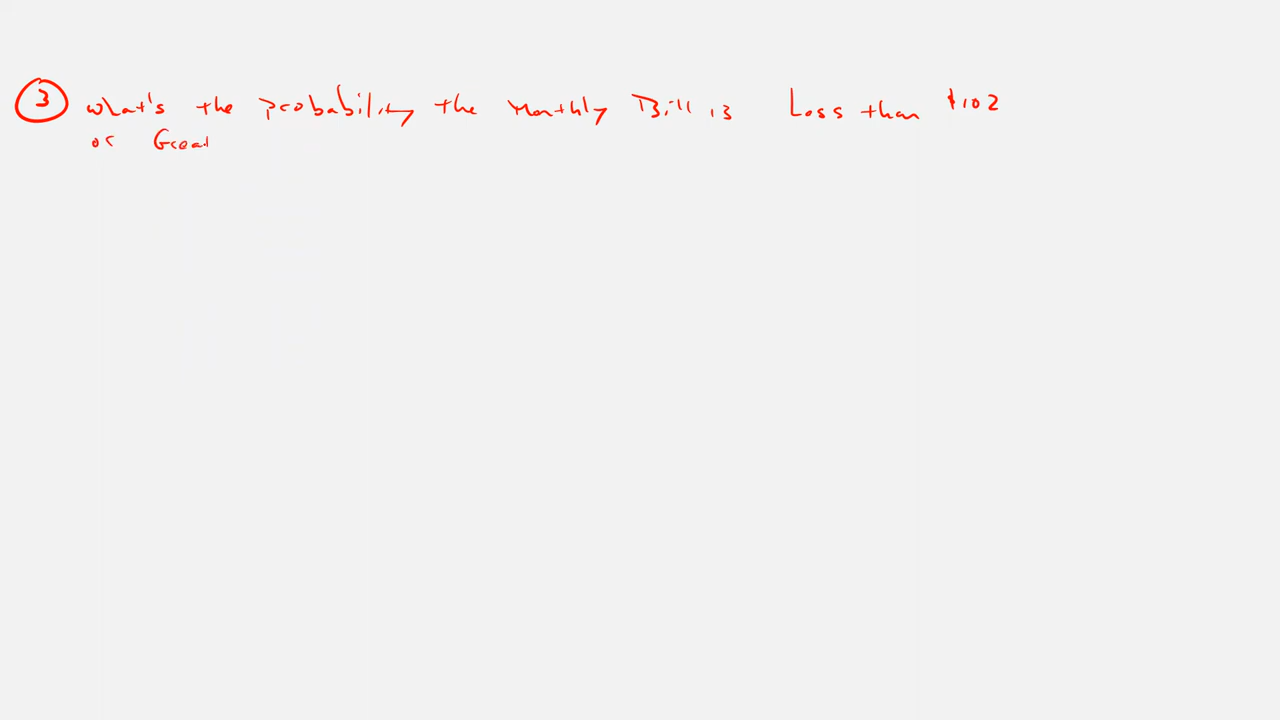 ③ What's the probability the Monthly Bill is Less than $102
or Great